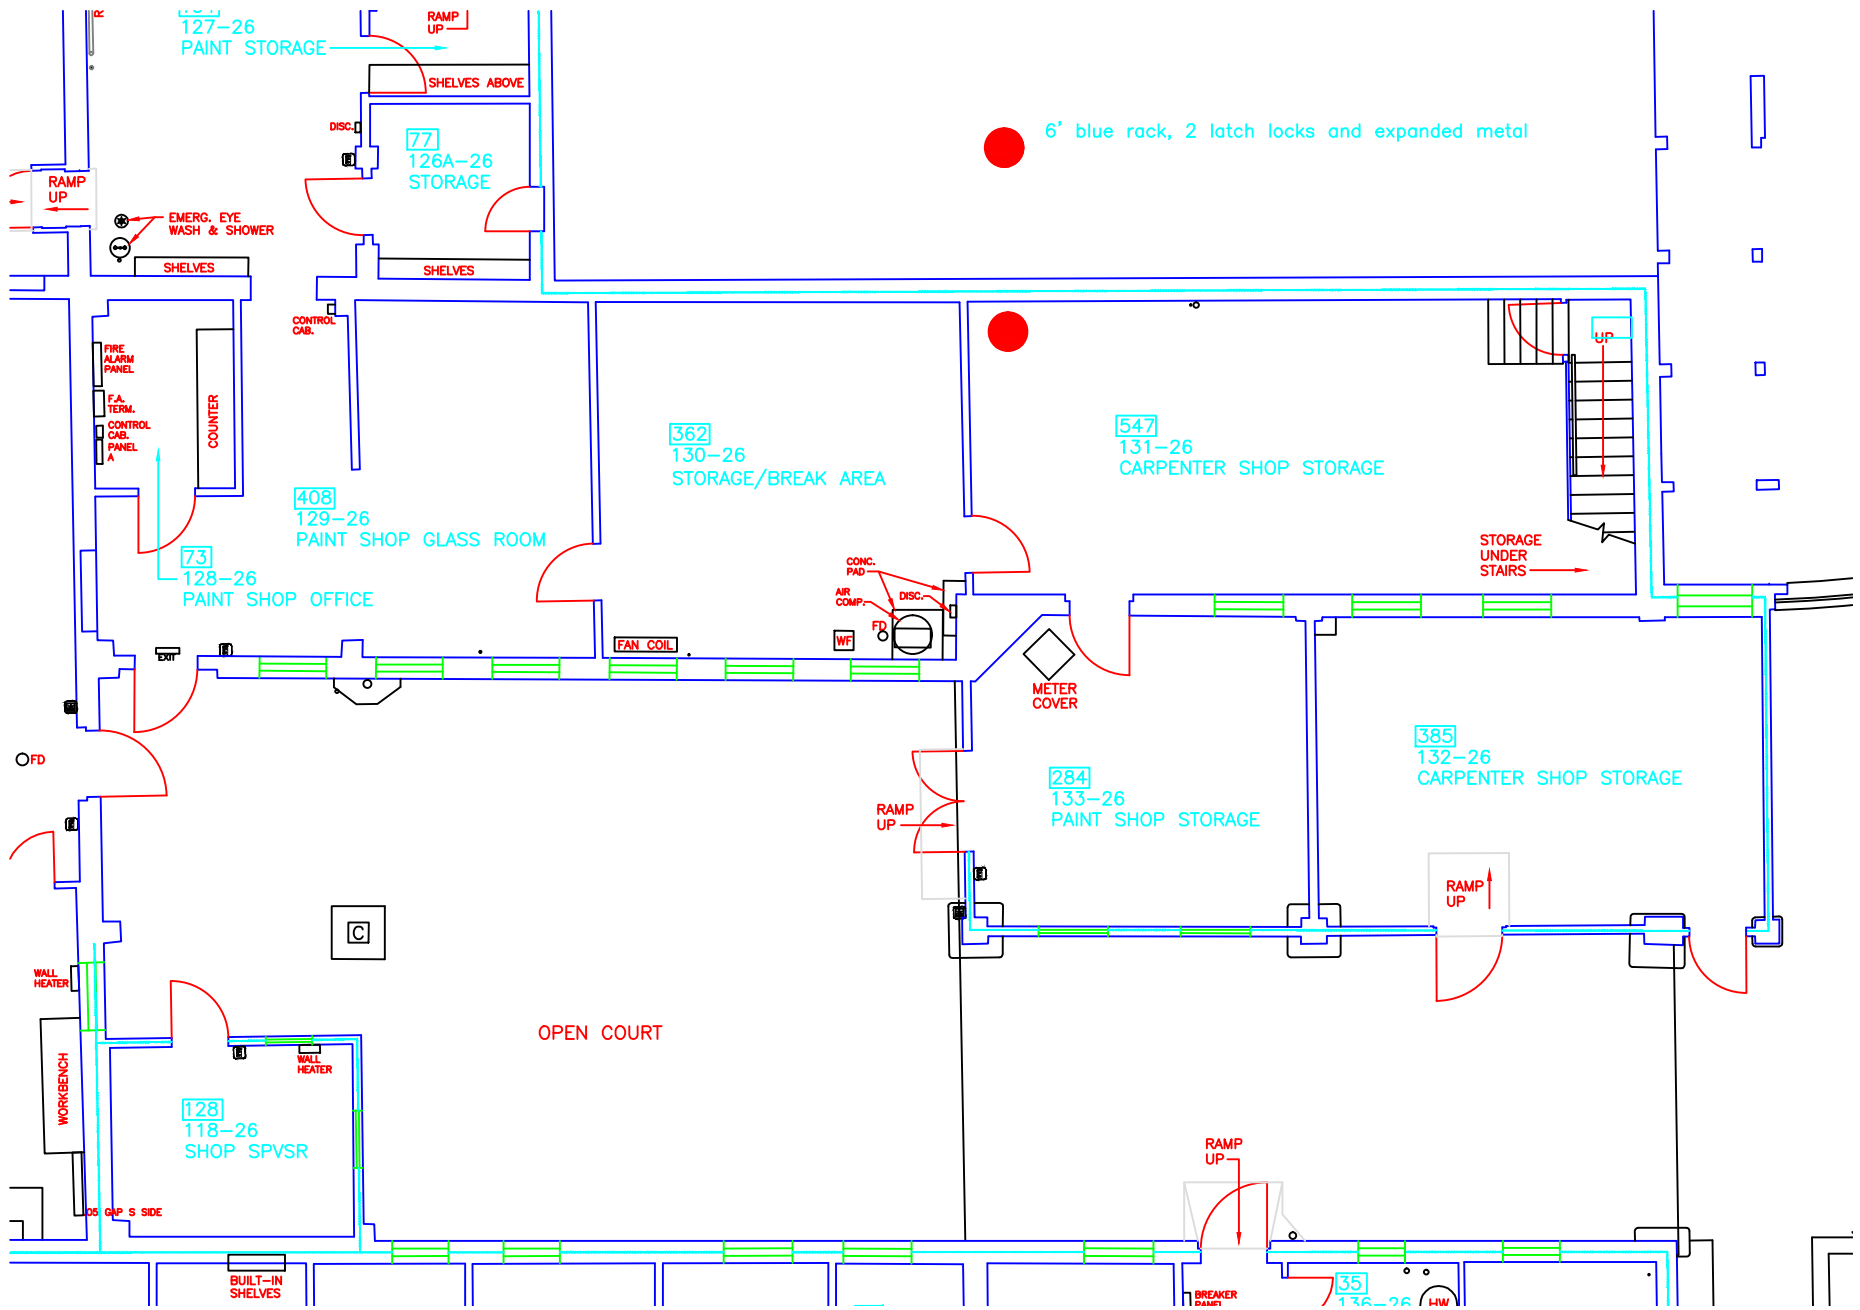 127-26
PAINT STORAGE
RAMP
UP
SHELVES ABOVE
DISC.
77
126A-26
STORAGE
6' blue rack, 2 latch locks and expanded metal
RAMP
UP
EMERG. EYE
WASH & SHOWER
SHELVES
SHELVES
CONTROL
CAB.
FIRE
ALARM
PANEL
F.A.
TERM.
CONTROL
CAB.
PANEL
A
COUNTER
UP
362
130-26
STORAGE/BREAK AREA
547
131-26
CARPENTER SHOP STORAGE
408
129-26
PAINT SHOP GLASS ROOM
73
128-26
PAINT SHOP OFFICE
STORAGE
UNDER
STAIRS
CONC.
PAD
AIR
COMP.
DISC.
FD
WF
FAN COIL
EXIT
METER
COVER
FD
385
132-26
CARPENTER SHOP STORAGE
284
133-26
PAINT SHOP STORAGE
RAMP
UP
RAMP
UP
C
WALL
HEATER
OPEN COURT
WALL
HEATER
WORKBENCH
128
118-26
SHOP SPVSR
RAMP
UP
GAP S SIDE
BUILT-IN
SHELVES
BREAKER
PANEL
35
136-26
HW